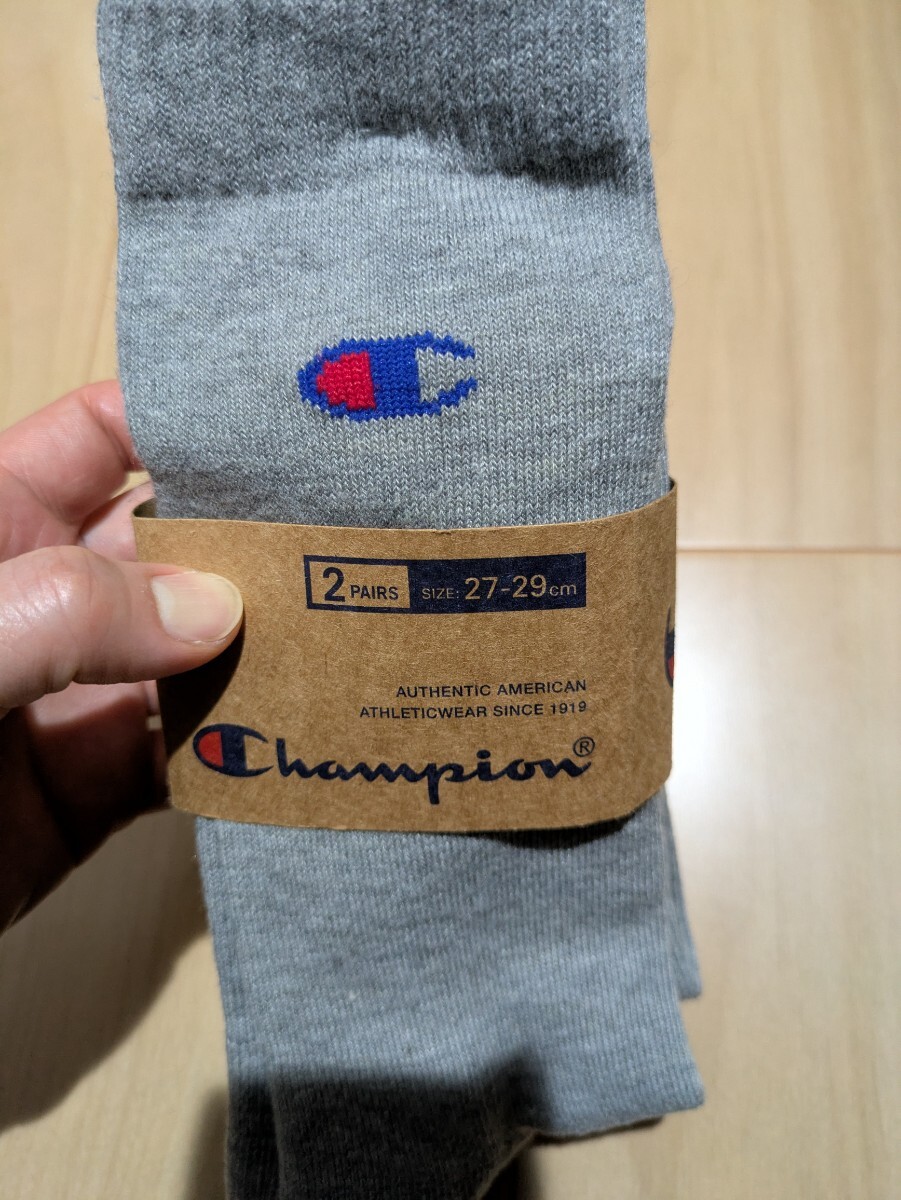 2 PAIRS SIZE: 27-29cm
AUTHENTIC AMERICAN
ATHLETICWEAR SINCE 1919
Champion®